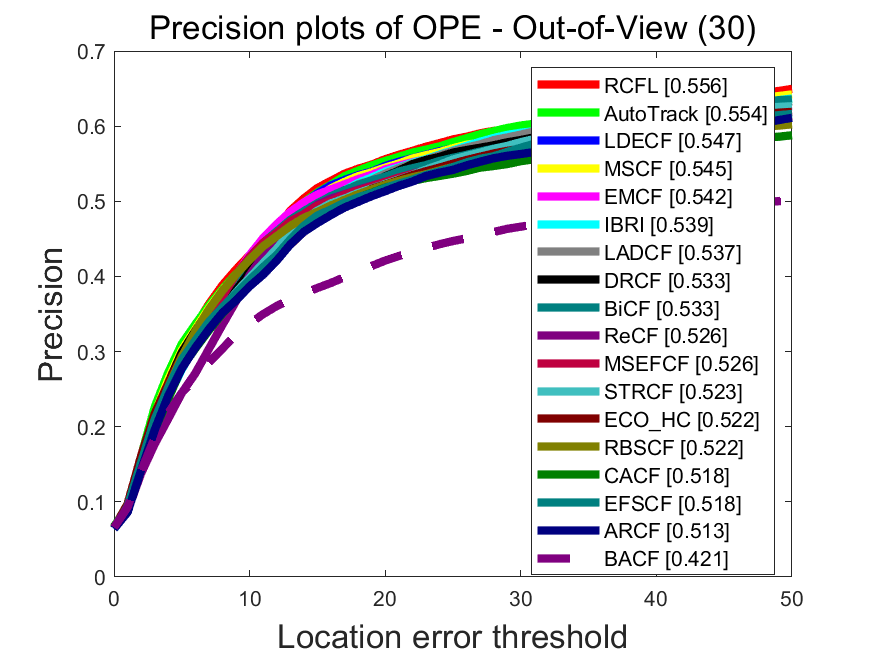 Precision plots of OPE - Out-of-View (30)
0.7
0.6
0.5
0.4
0.3
0.2
0.1
0
Precision
RCFL [0.556]
AutoTrack [0.554]
LDECF [0.547]
MSCF [0.545]
EMCF [0.542]
IBRI [0.539]
LADCF [0.537]
DRCF [0.533]
BiCF [0.533]
ReCF [0.526]
MSEFCF [0.526]
STRCF [0.523]
ECO_HC [0.522]
RBSCF [0.522]
CACF [0.518]
EFSCF [0.518]
ARCF [0.513]
BACF [0.421]
0 10 20 30 40 50
Location error threshold